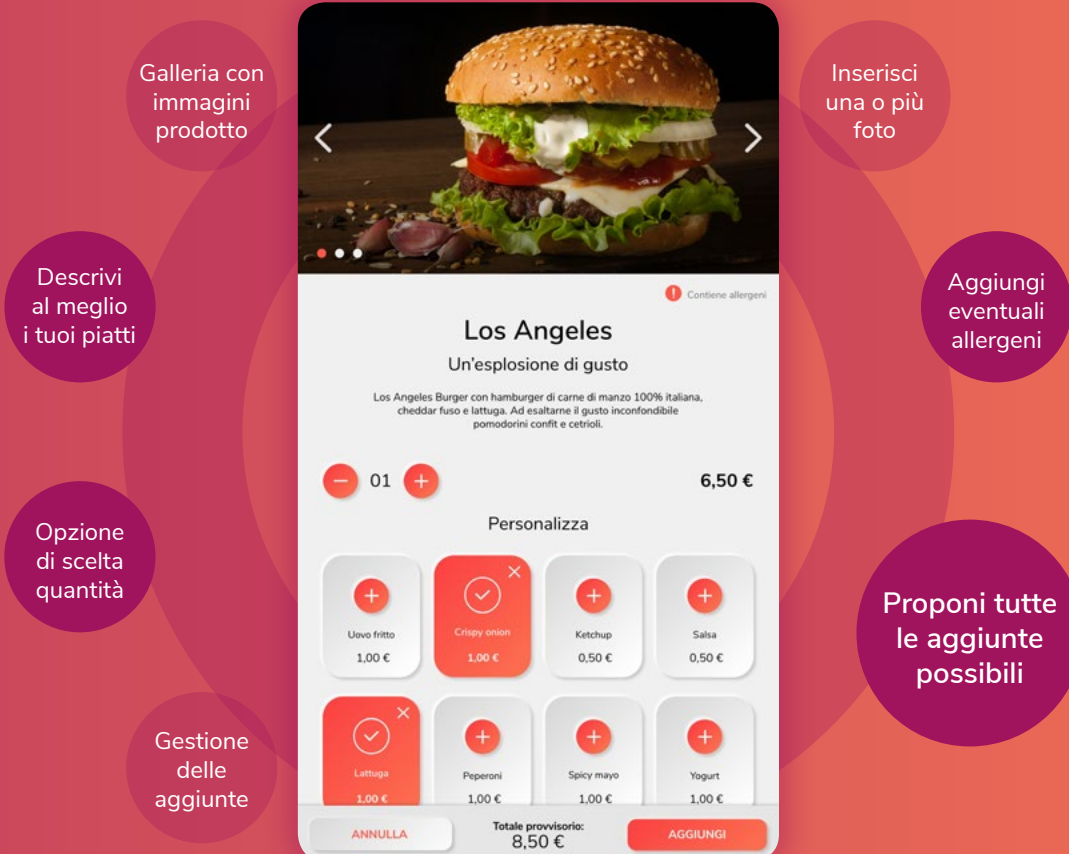 Galleria con
immagini
prodotto
Inserisci
una o più
foto
Descrivi
al meglio
i tuoi piatti
Aggiungi
eventuali
allergeni
Opzione
di scelta
quantità
Proponi tutte
le aggiunte
possibili
Gestione
delle
aggiunte
! Contiene allergeni
Los Angeles
Un'esplosione di gusto
Los Angeles Burger con hamburger di carne di manzo 100% italiana,
cheddar fuso e lattuga. Ad esaltarne il gusto inconfondibile
pomodorini confit e cetrioli.
− 01 + 6,50 €
Personalizza
Uovo fritto Crispy onion Ketchup Salsa
1,00 € 1,00 € 0,50 € 0,50 €
Lattuga Peperoni Spicy mayo Yogurt
1,00 € 1,00 € 1,00 € 1,00 €
ANNULLA
Totale provvisorio:
8,50 €
AGGIUNGI